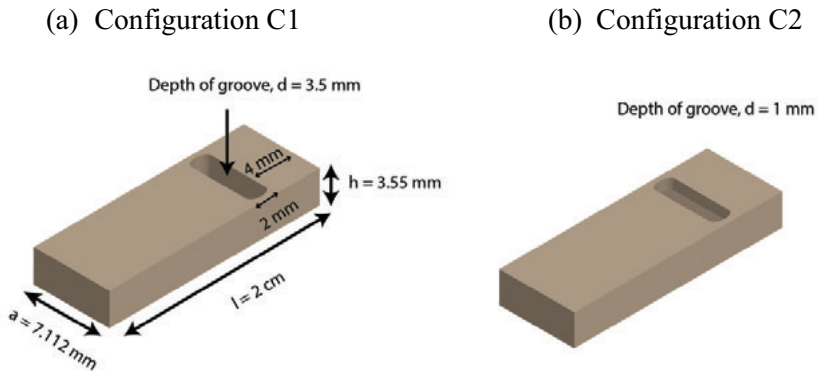 (a) Configuration C1
(b) Configuration C2
Depth of groove, d = 3.5 mm
4 mm
h = 3.55 mm
2 mm
l = 2 cm
a = 7.112 mm
Depth of groove, d = 1 mm